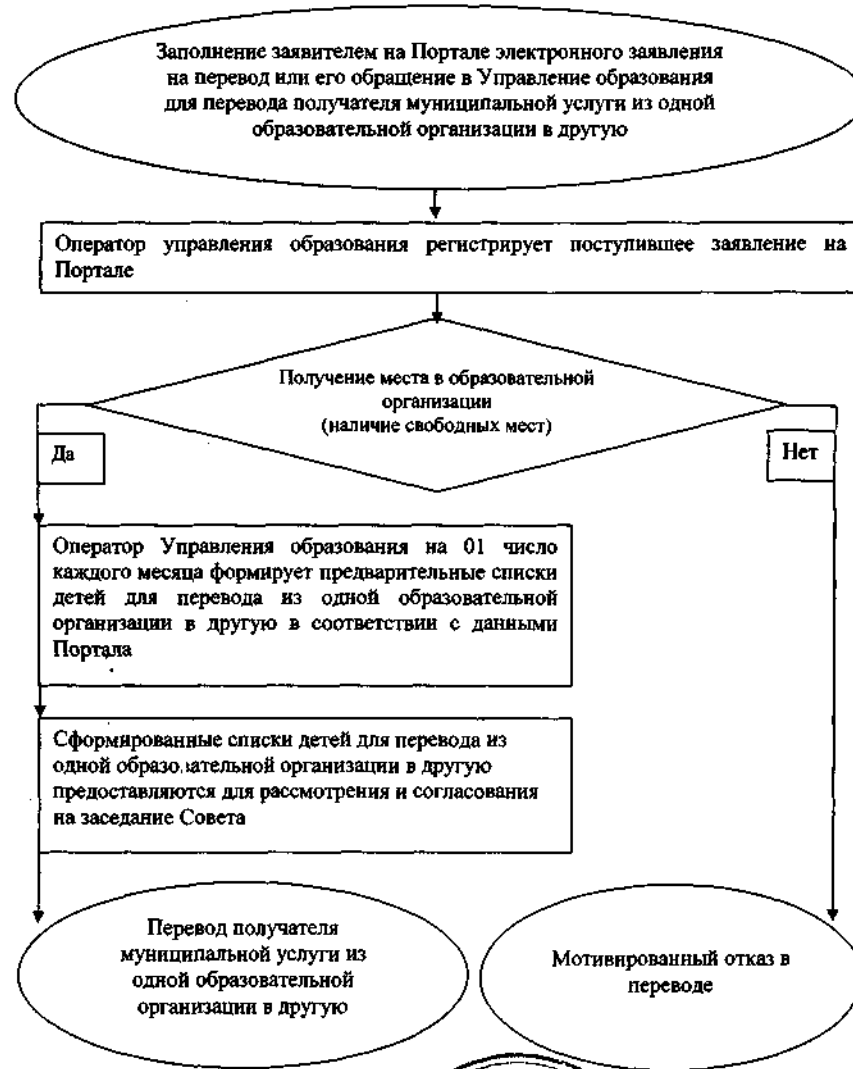 Заполнение заявителем на Портале электронного заявления
на перевод или его обращение в Управление образования
для перевода получателя муниципальной услуги из одной
образовательной организации в другую
Оператор управления образования регистрирует поступившее заявление на
Портале
Получение места в образовательной
организации
(наличие свободных мест)
Да
Нет
Оператор Управления образования на 01 число
каждого месяца формирует предварительные списки
детей для перевода из одной образовательной
организации в другую в соответствии с данными
Портала
Сформированные списки детей для перевода из
одной образовательной организации в другую
предоставляются для рассмотрения и согласования
на заседание Совета
Перевод получателя
муниципальной услуги из
одной образовательной
организации в другую
Мотивированный отказ в
переводе